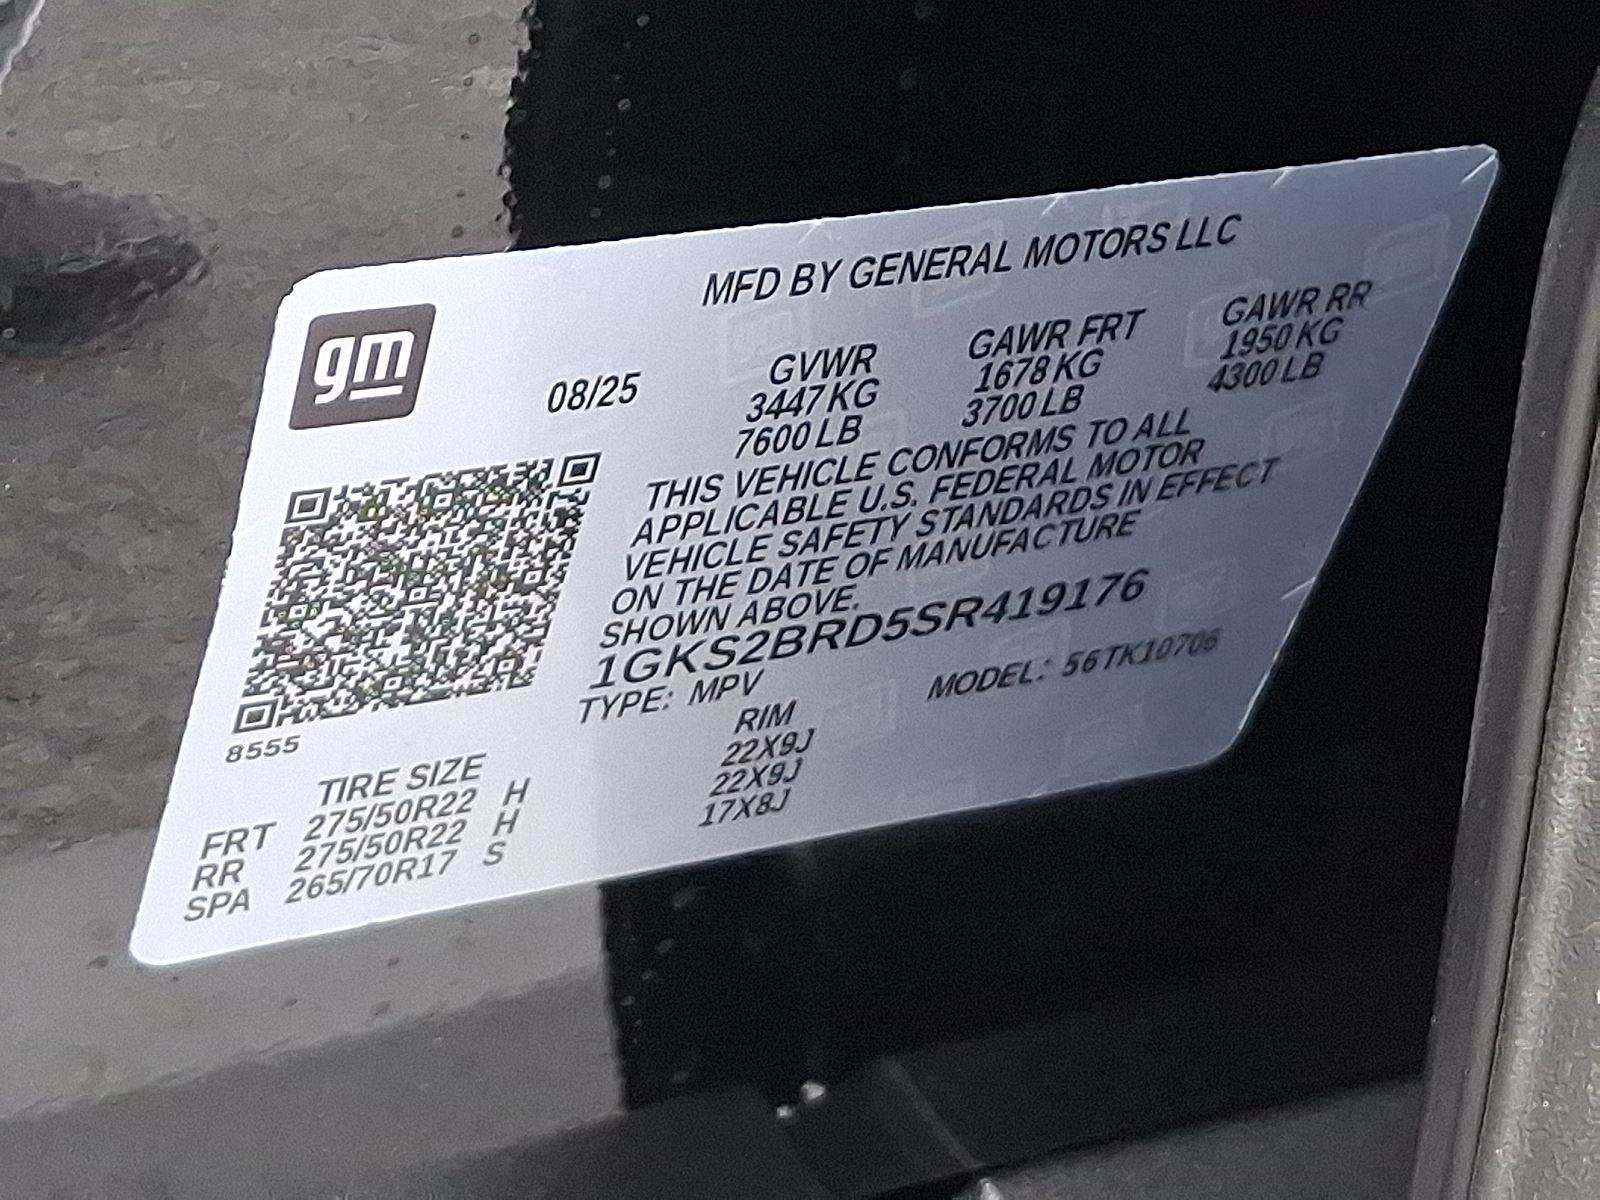 MFD BY GENERAL MOTORS LLC
gm
08/25
GVWR GAWR FRT GAWR RR
3447 KG 1678 KG 1950 KG
7600 LB 3700 LB 4300 LB
THIS VEHICLE CONFORMS TO ALL
APPLICABLE U.S. FEDERAL MOTOR
VEHICLE SAFETY STANDARDS IN EFFECT
ON THE DATE OF MANUFACTURE
SHOWN ABOVE.
1GKS2BRD5SR419176
TYPE: MPV MODEL: 56TK10706
8555
TIRE SIZE RIM
FRT 275/50R22 H 22X9J
RR 275/50R22 H 22X9J
SPA 265/70R17 S 17X8J